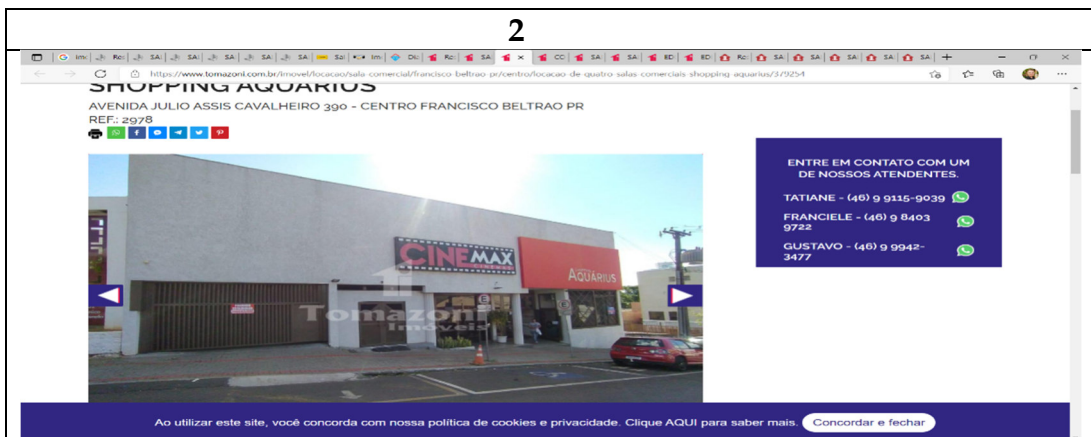 2
https://www.tomazoni.com.br/imovel/locacao/sala-comercial/francisco-beltrao-pr/centro/locacao-de-quatro-salas-comerciais-shopping-aquarius/379254
SHOPPING AQUARIUS
AVENIDA JULIO ASSIS CAVALHEIRO 390 - CENTRO FRANCISCO BELTRAO PR
REF.: 2978
ENTRE EM CONTATO COM UM
DE NOSSOS ATENDENTES.
TATIANE - (46) 9 9115-9039
FRANCIELE - (46) 9 8403
9722
GUSTAVO - (46) 9 9942-
3477
CINEMAX
CINEMAS
AQUÁRIUS
Tomazoni
Imóveis
Ao utilizar este site, você concorda com nossa política de cookies e privacidade. Clique AQUI para saber mais. Concordar e fechar